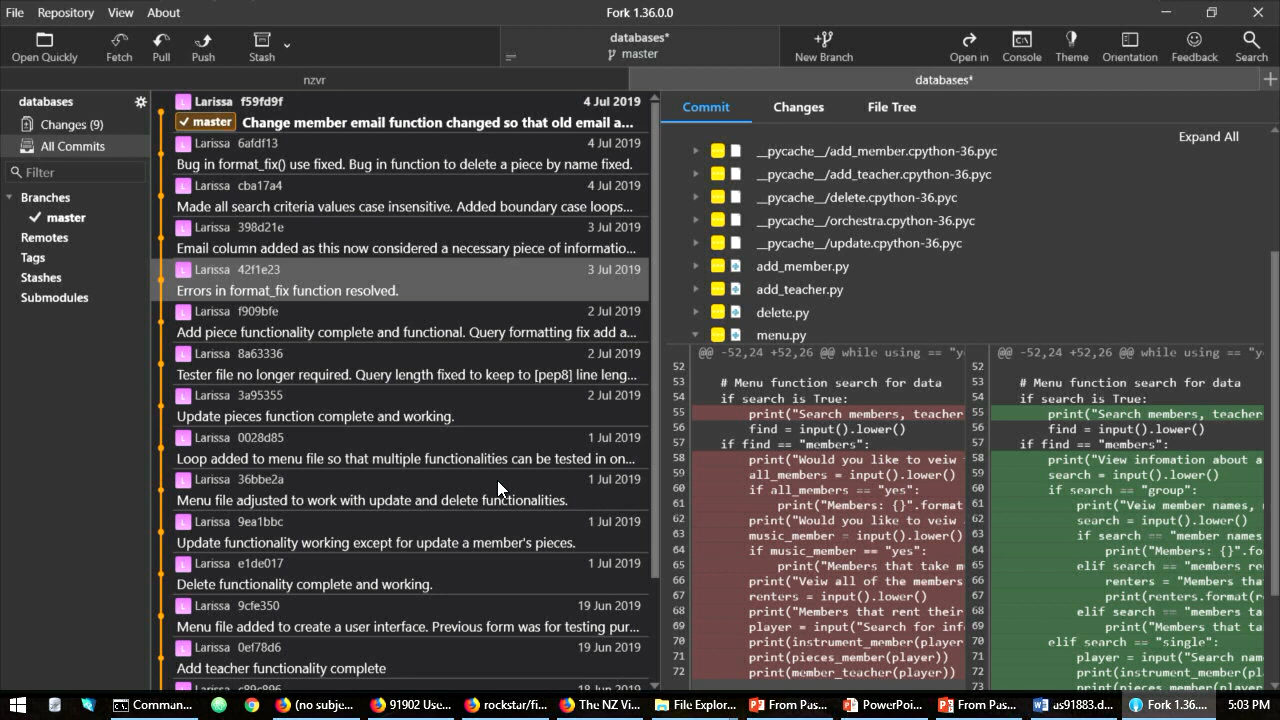 File Repository View About
Fork 1.36.0.0
Open Quickly Fetch Pull Push Stash
databases*
master
New Branch Open in Console Theme Orientation Feedback Search
nzvr
databases*
databases
Changes (9)
All Commits
Filter
Branches
master
Remotes
Tags
Stashes
Submodules
Larissa f59fd9f 4 Jul 2019
master Change member email function changed so that old email a...
Larissa 6afdf13 4 Jul 2019
Bug in format_fix() use fixed. Bug in function to delete a piece by name fixed.
Larissa cba17a4 4 Jul 2019
Made all search criteria values case insensitive. Added boundary case loops...
Larissa 398d21e 3 Jul 2019
Email column added as this now considered a necessary piece of informatio...
Larissa 42f1e23 3 Jul 2019
Errors in format_fix function resolved.
Larissa f909bfe 2 Jul 2019
Add piece functionality complete and functional. Query formatting fix add a...
Larissa 8a63336 2 Jul 2019
Tester file no longer required. Query length fixed to keep to [pep8] line leng...
Larissa 3a95355 2 Jul 2019
Update pieces function complete and working.
Larissa 0028d85 1 Jul 2019
Loop added to menu file so that multiple functionalities can be tested in on...
Larissa 36bbe2a 1 Jul 2019
Menu file adjusted to work with update and delete functionalities.
Larissa 9ea1bbc 1 Jul 2019
Update functionality working except for update a member's pieces.
Larissa e1de017 1 Jul 2019
Delete functionality complete and working.
Larissa 9cfe350 19 Jun 2019
Menu file added to create a user interface. Previous form was for testing pur...
Larissa 0ef78d6 19 Jun 2019
Add teacher functionality complete
Larissa c89c896 18 Jun 2019
Commit Changes File Tree
Expand All
__pycache__/add_member.cpython-36.pyc
__pycache__/add_teacher.cpython-36.pyc
__pycache__/delete.cpython-36.pyc
__pycache__/orchestra.cpython-36.pyc
__pycache__/update.cpython-36.pyc
add_member.py
add_teacher.py
delete.py
menu.py
@@ -52,24 +52,26 @@ while using == "y
52
53 # Menu function search for data
54 if search is True:
55 print("Search members, teacher
56 find = input().lower()
57 if find == "members":
58 print("Would you like to veiw
59 all_members = input().lower()
60 if all_members == "yes":
61 print("Members: {}".format
62 print("Would you like to veiw
63 music_member = input().lower()
64 if music_member == "yes":
65 print("Members that take m
66 print("Veiw all of the members
67 renters = input().lower()
68 print("Members that rent their
69 player = input("Search for inf
70 print(instrument_member(player
71 print(pieces_member(player))
72 print(member_teacher(player))
@@ -52,24 +52,26 @@ while using == "y
52
53 # Menu function search for data
54 if search is True:
55 print("Search members, teacher
56 find = input().lower()
57 if find == "members":
58 print("View infomation about a
59 search = input().lower()
60 if search == "group":
61 print("Veiw member names,
62 search = input().lower()
63 if search == "member names
64 print("Members: {}".fo
65 elif search == "members re
66 renters = "Members tha
67 print(renters.format(r
68 elif search == "members ta
69 print("Members that ta
70 elif search == "single":
71 player = input("Search nam
72 print(instrument_member(pl
73 print(pieces_member(player
Comman... (no subje... 91902 Use... rockstar/fi... The NZ Vi... File Explor... From Pas... PowerPoi... From Pas... as91883.d... Fork 1.36.... 5:03 PM